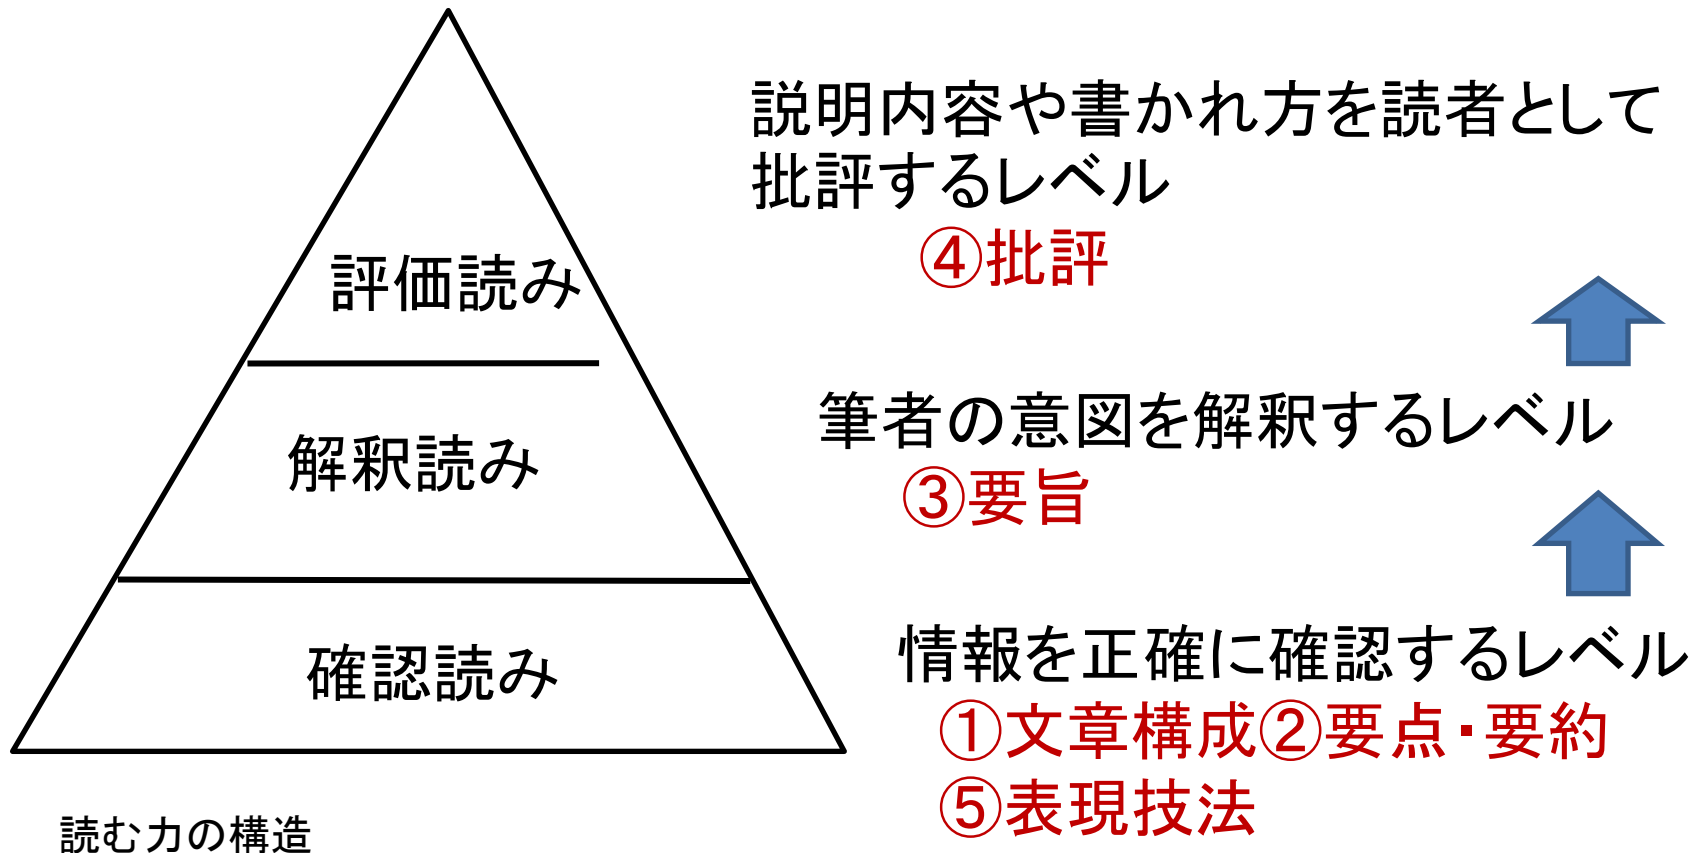 説明内容や書かれ方を読者として
批評するレベル
④批評
評価読み
筆者の意図を解釈するレベル
解釈読み
③要旨
情報を正確に確認するレベル
確認読み
①文章構成②要点・要約
⑤表現技法
読む力の構造